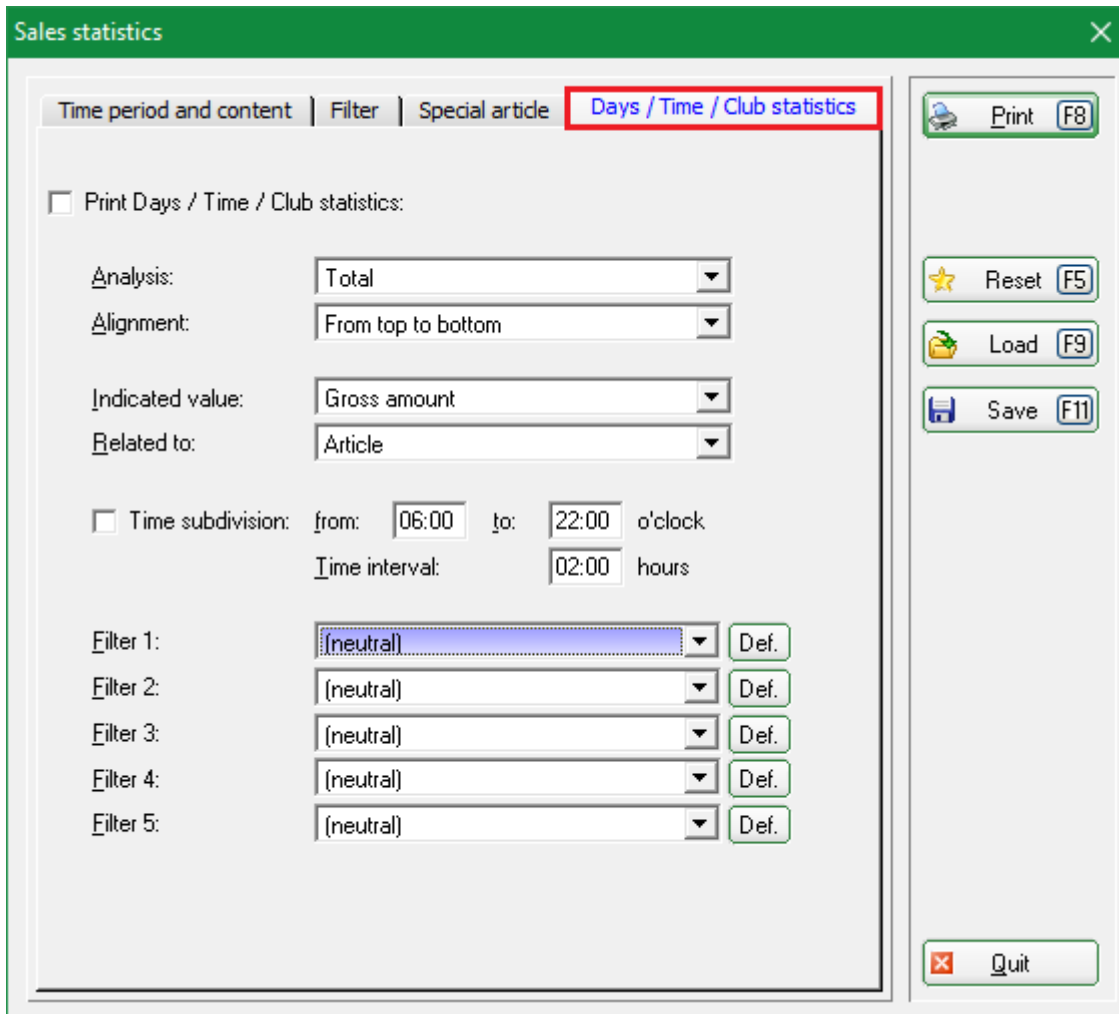 Sales statistics
Time period and content | Filter | Special article Days / Time / Club statistics
Print F8
Print Days / Time / Club statistics:
Analysis: Total
Reset F5
Alignment: From top to bottom
Load F9
Indicated value: Gross amount
Save F11
Related to: Article
Time subdivision: from: 06:00 to: 22:00 o'clock
Time interval: 02:00 hours
Filter 1: (neutral) Def.
Filter 2: (neutral) Def.
Filter 3: (neutral) Def.
Filter 4: (neutral) Def.
Filter 5: (neutral) Def.
Quit